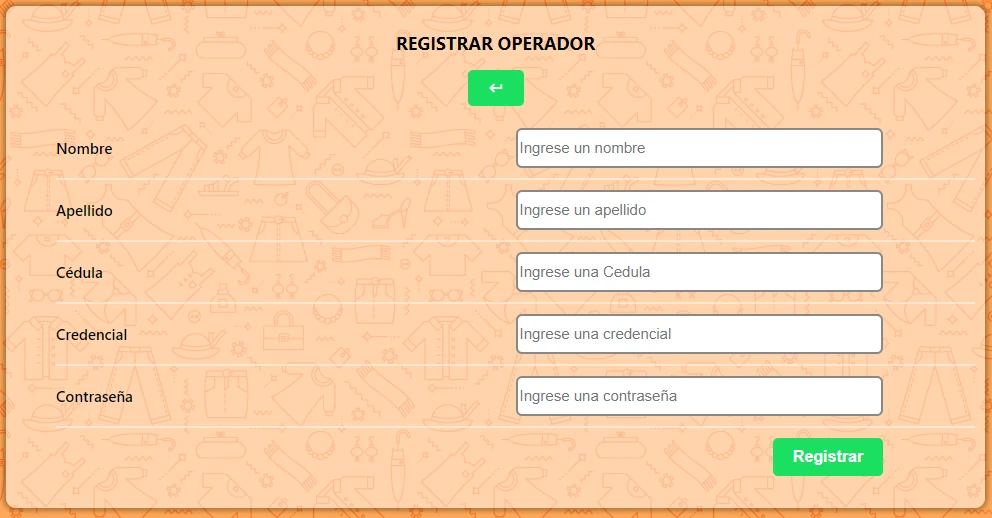 REGISTRAR OPERADOR
↵
Nombre Ingrese un nombre
Apellido Ingrese un apellido
Cédula Ingrese una Cedula
Credencial Ingrese una credencial
Contraseña Ingrese una contraseña
Registrar